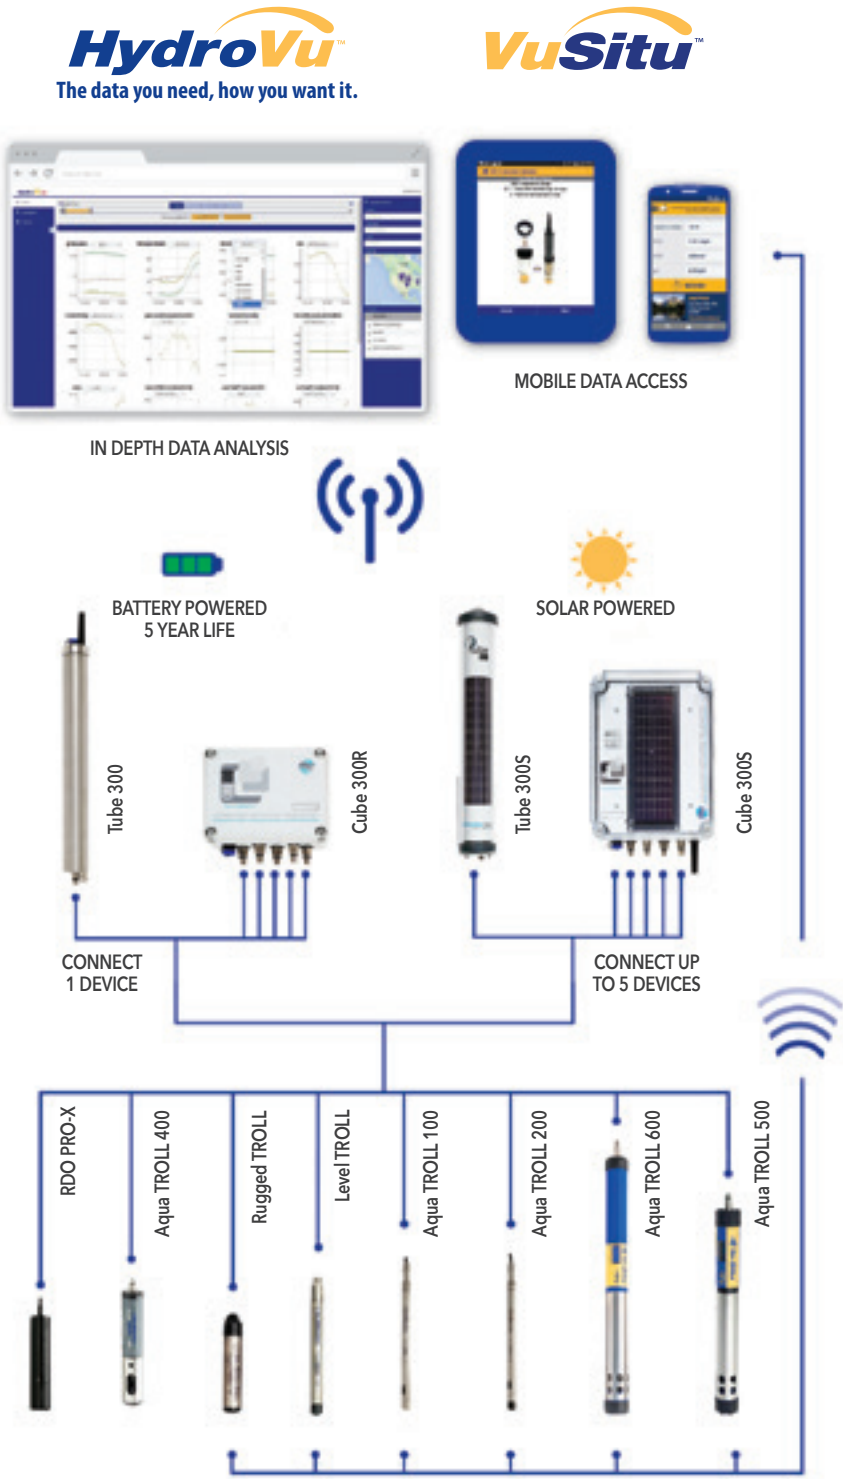 HydroVu™
The data you need, how you want it.
VuSitu™
MOBILE DATA ACCESS
IN DEPTH DATA ANALYSIS
BATTERY POWERED
5 YEAR LIFE
SOLAR POWERED
Tube 300
Cube 300R
Tube 300S
Cube 300S
CONNECT
1 DEVICE
CONNECT UP
TO 5 DEVICES
RDO PRO-X
Aqua TROLL 400
Rugged TROLL
Level TROLL
Aqua TROLL 100
Aqua TROLL 200
Aqua TROLL 600
Aqua TROLL 500